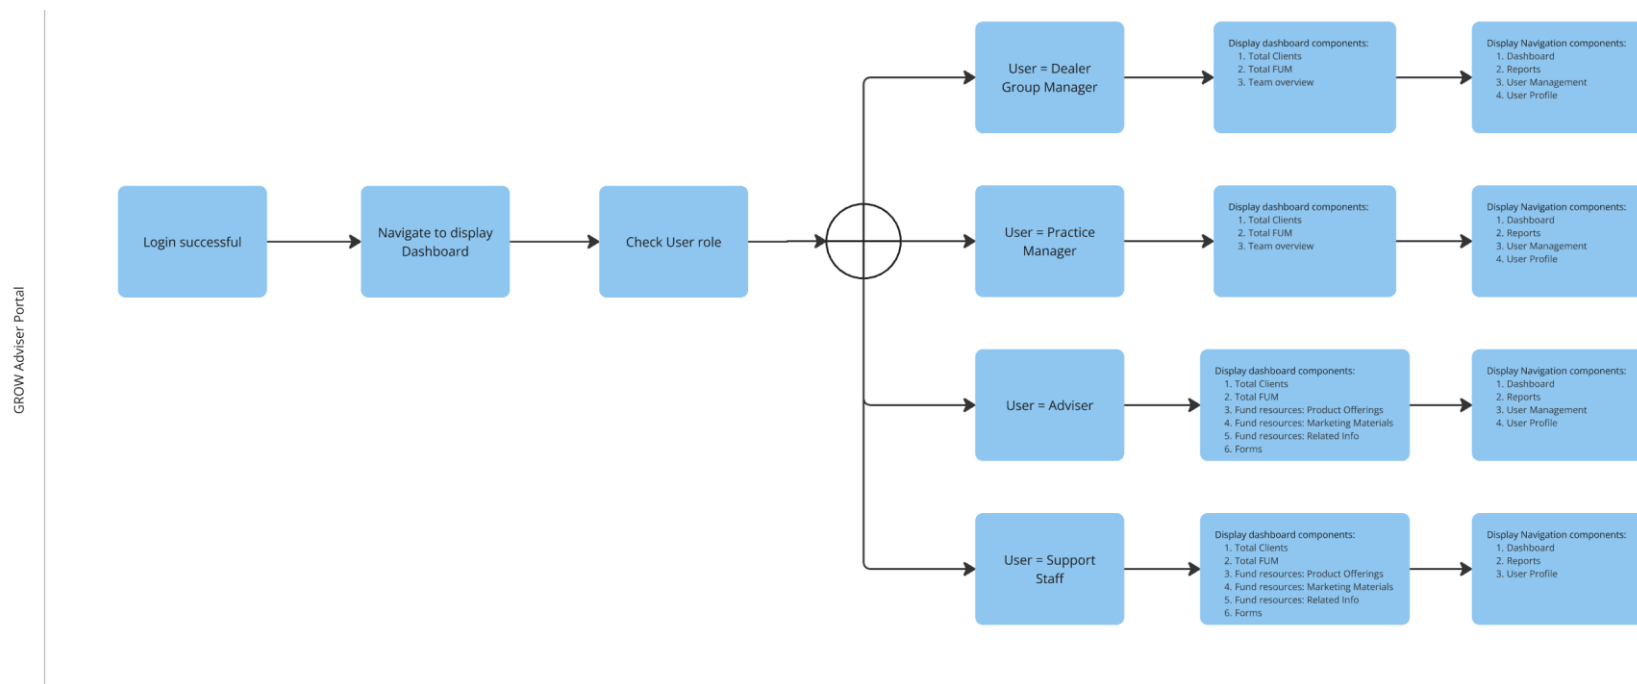 GROW Adviser Portal
Login successful
Navigate to display
Dashboard
Check User role
User = Dealer
Group Manager
Display dashboard components:
1. Total Clients
2. Total FUM
3. Team overview
Display Navigation components:
1. Dashboard
2. Reports
3. User Management
4. User Profile
User = Practice
Manager
Display dashboard components:
1. Total Clients
2. Total FUM
3. Team overview
Display Navigation components:
1. Dashboard
2. Reports
3. User Management
4. User Profile
User = Adviser
Display dashboard components:
1. Total Clients
2. Total FUM
3. Fund resources: Product Offerings
4. Fund resources: Marketing Materials
5. Fund resources: Related Info
6. Forms
Display Navigation components:
1. Dashboard
2. Reports
3. User Management
4. User Profile
User = Support
Staff
Display dashboard components:
1. Total Clients
2. Total FUM
3. Fund resources: Product Offerings
4. Fund resources: Marketing Materials
5. Fund resources: Related Info
6. Forms
Display Navigation components:
1. Dashboard
2. Reports
3. User Profile